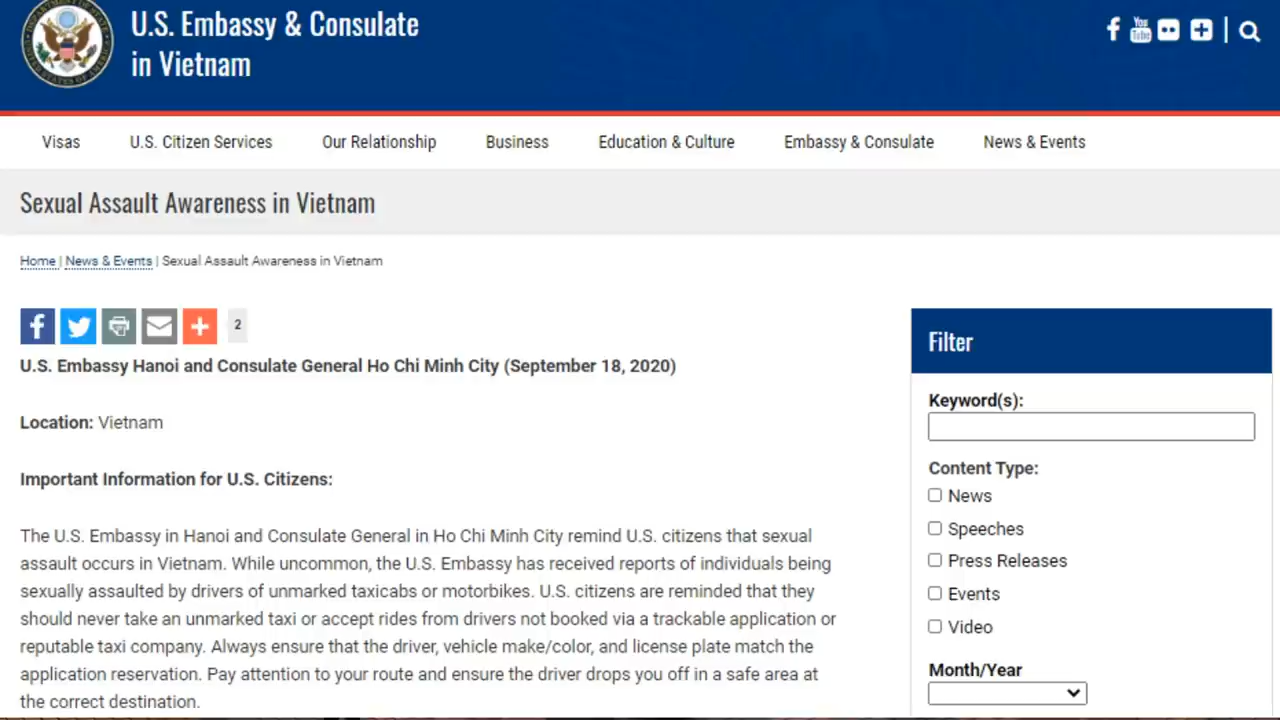 U.S. Embassy & Consulate
in Vietnam
Visas U.S. Citizen Services Our Relationship Business Education & Culture Embassy & Consulate News & Events
Sexual Assault Awareness in Vietnam
Home | News & Events | Sexual Assault Awareness in Vietnam
2
U.S. Embassy Hanoi and Consulate General Ho Chi Minh City (September 18, 2020)
Location: Vietnam
Important Information for U.S. Citizens:
The U.S. Embassy in Hanoi and Consulate General in Ho Chi Minh City remind U.S. citizens that sexual
assault occurs in Vietnam. While uncommon, the U.S. Embassy has received reports of individuals being
sexually assaulted by drivers of unmarked taxicabs or motorbikes. U.S. citizens are reminded that they
should never take an unmarked taxi or accept rides from drivers not booked via a trackable application or
reputable taxi company. Always ensure that the driver, vehicle make/color, and license plate match the
application reservation. Pay attention to your route and ensure the driver drops you off in a safe area at
the correct destination.
Filter
Keyword(s):
Content Type:
News
Speeches
Press Releases
Events
Video
Month/Year